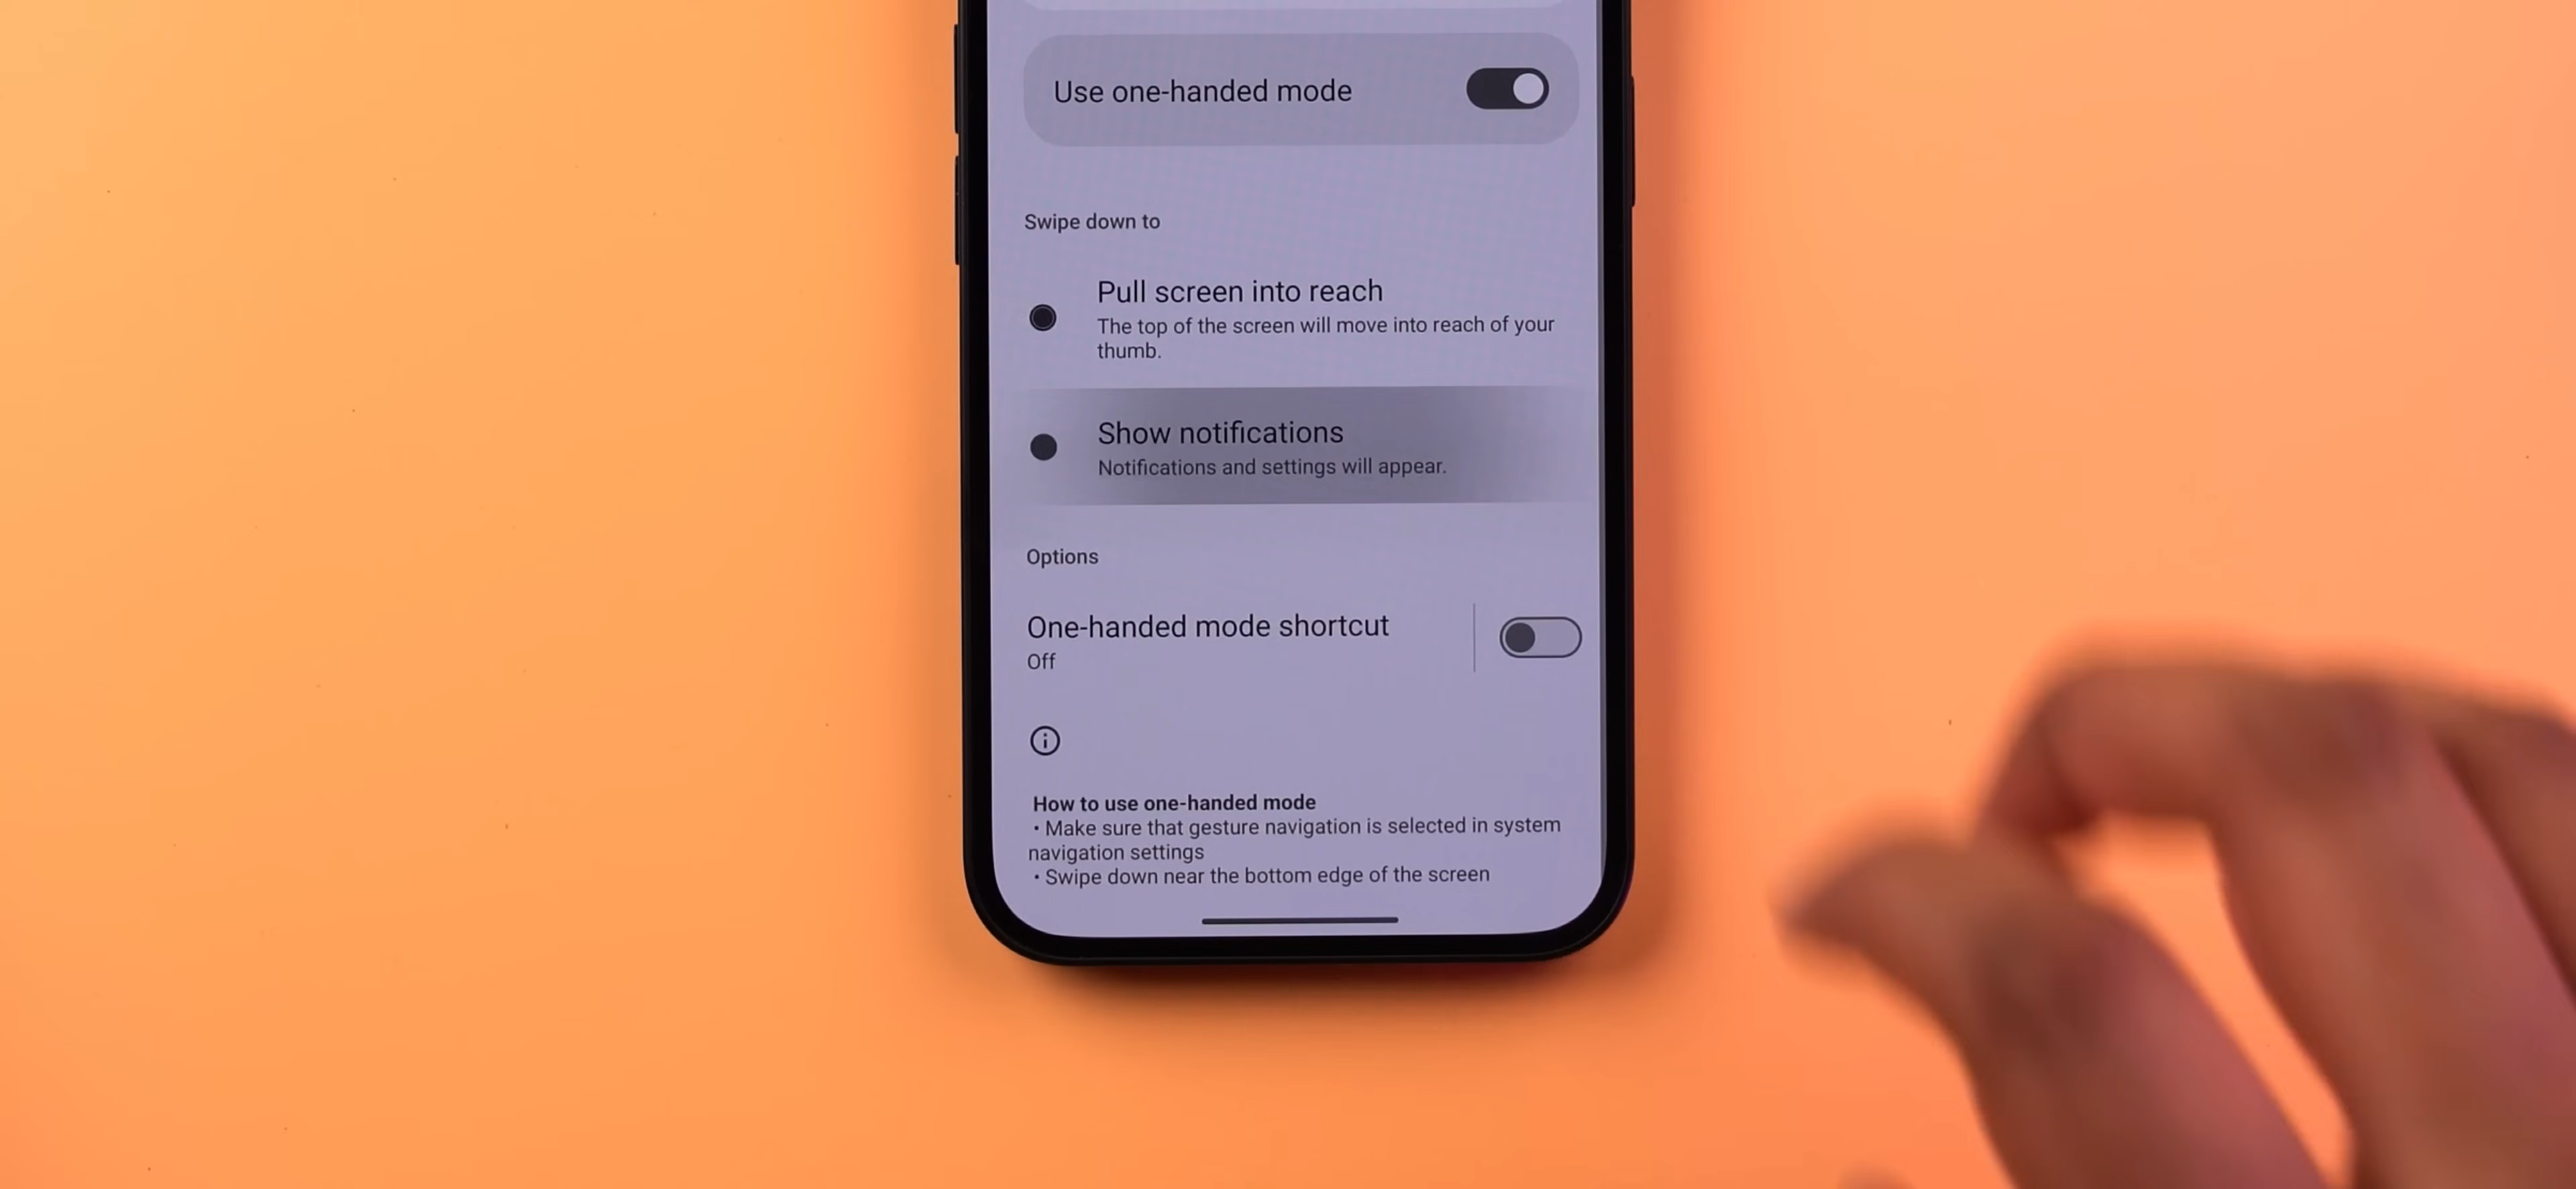 Use one-handed mode
Swipe down to
Pull screen into reach
The top of the screen will move into reach of your
thumb.
Show notifications
Notifications and settings will appear.
Options
One-handed mode shortcut
Off
How to use one-handed mode
• Make sure that gesture navigation is selected in system
navigation settings
• Swipe down near the bottom edge of the screen